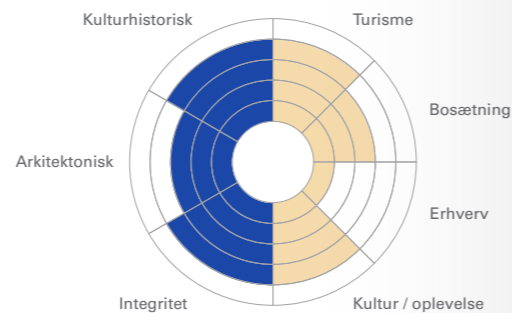 Kulturhistorisk
Turisme
Bosætning
Arkitektonisk
Erhverv
Integritet
Kultur / oplevelse